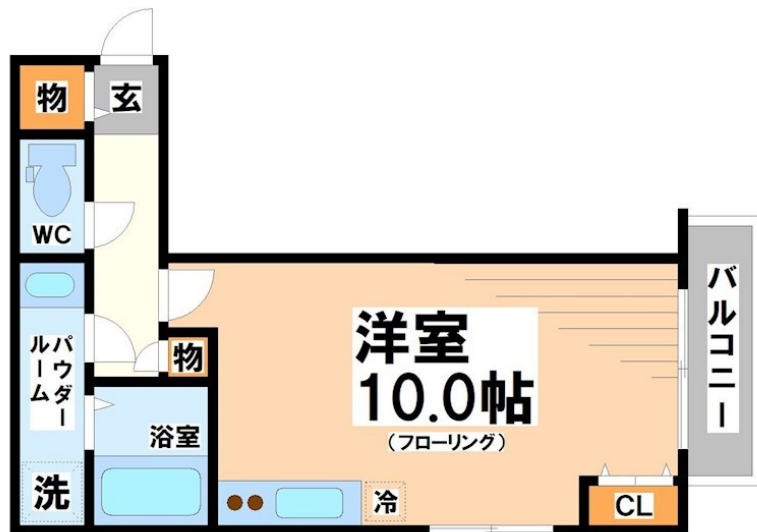 物
玄
WC
パウダー
ルーム
洗
物
浴室
洋室
10.0帖
(フローリング)
冷
CL
バルコニー